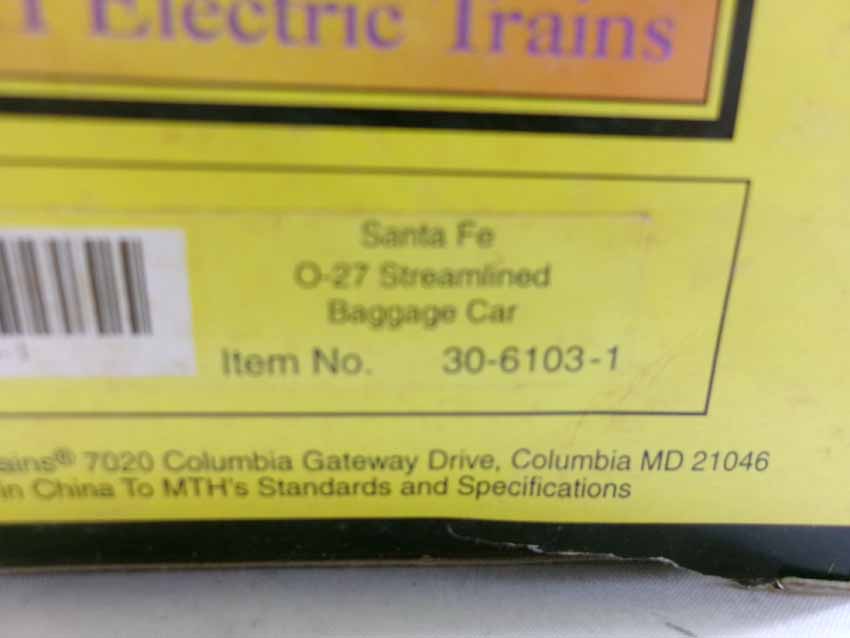 Electric Trains
Santa Fe
O-27 Streamlined
Baggage Car
Item No. 30-6103-1
7020 Columbia Gateway Drive, Columbia MD 21046
in China To MTH's Standards and Specifications